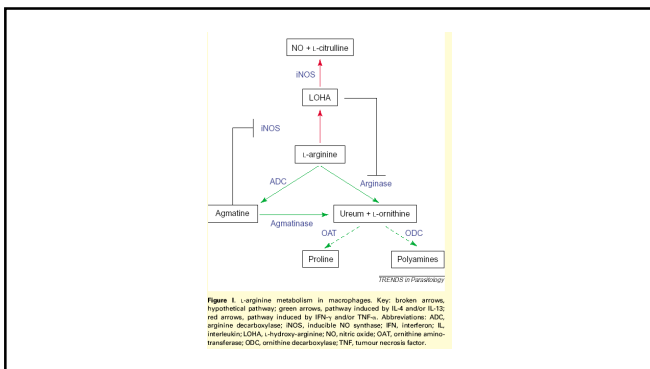 NO + L-citrulline
iNOS
LOHA
iNOS
L-arginine
ADC
Arginase
Agmatine
Ureum + L-ornithine
Agmatinase
OAT
ODC
Proline
Polyamines
TRENDS in Parasitology
Figure I. L-arginine metabolism in macrophages. Key: broken arrows,
hypothetical pathway; green arrows, pathway induced by IL-4 and/or IL-13;
red arrows, pathway induced by IFN-γ and/or TNF-α. Abbreviations: ADC,
arginine decarboxylase; iNOS, inducible NO synthase; IFN, interferon; IL,
interleukin; LOHA, L-hydroxy-arginine; NO, nitric oxide; OAT, ornithine amino-
transferase; ODC, ornithine decarboxylase; TNF, tumour necrosis factor.